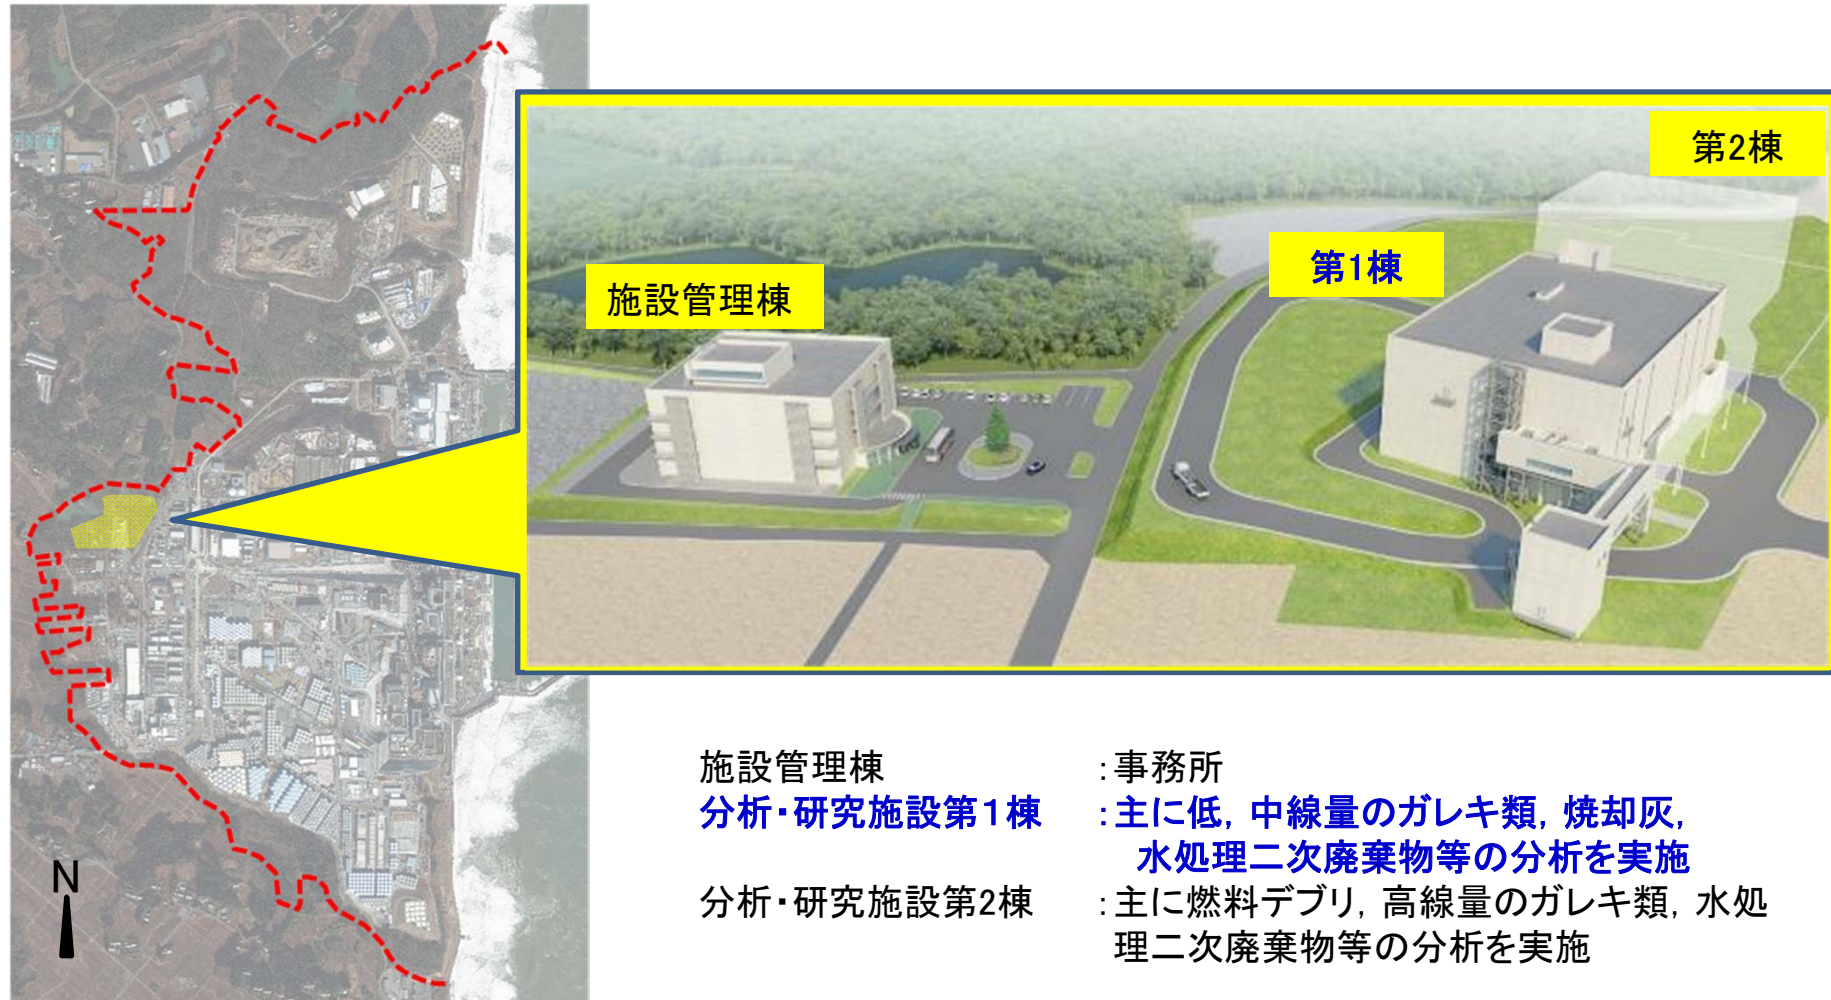 第2棟
第1棟
施設管理棟
施設管理棟 :事務所
分析・研究施設第1棟 :主に低, 中線量のガレキ類, 焼却灰,
水処理二次廃棄物等の分析を実施
分析・研究施設第2棟 :主に燃料デブリ, 高線量のガレキ類, 水処
理二次廃棄物等の分析を実施
N